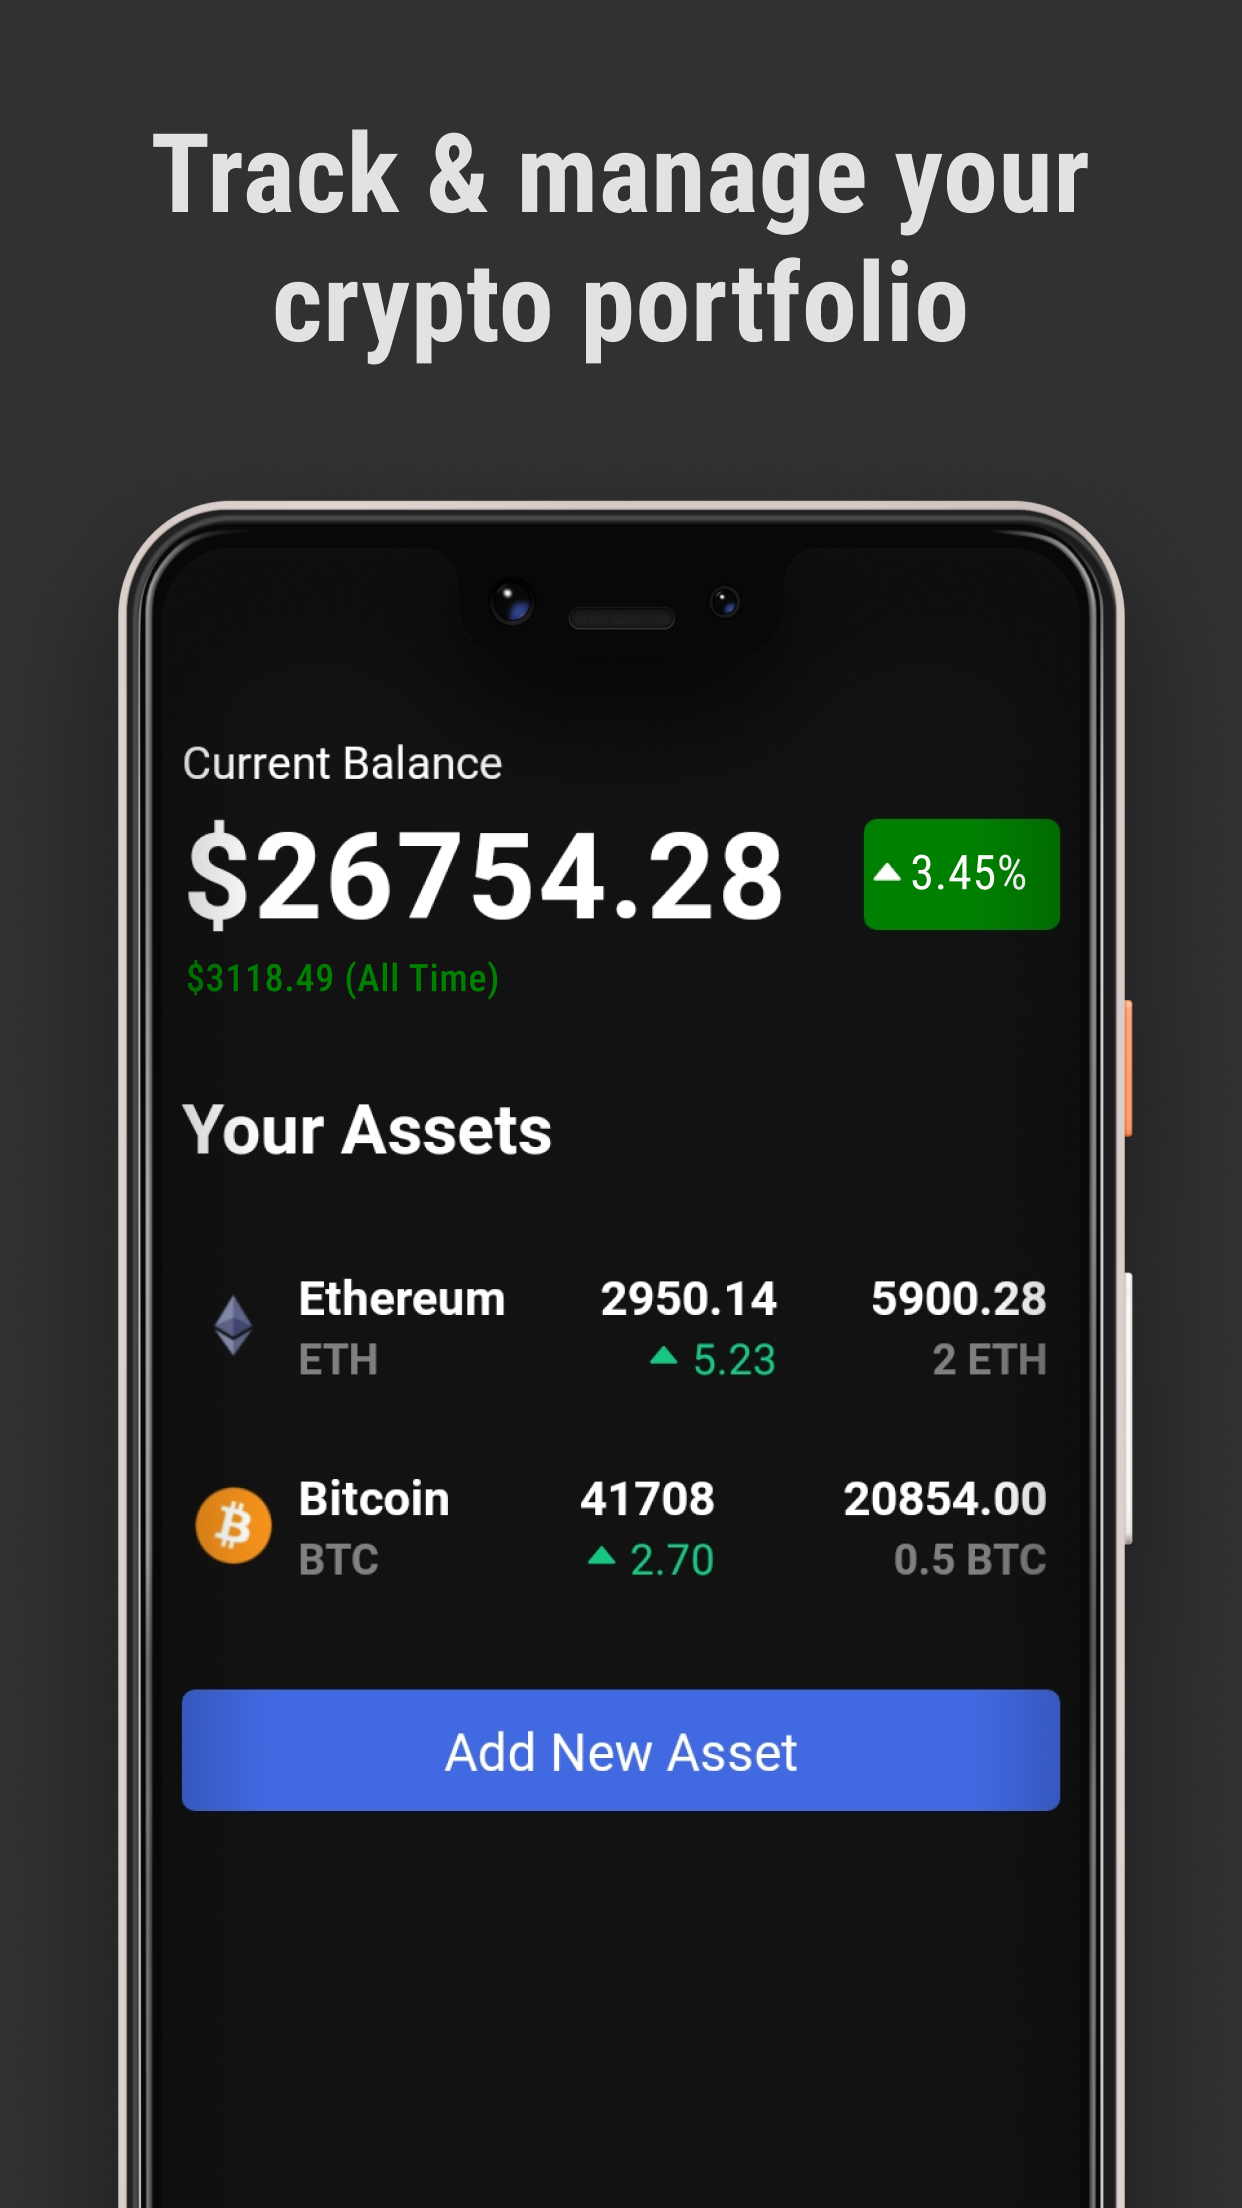 Track & manage your
crypto portfolio
Current Balance
$26754.28
3.45%
$3118.49 (All Time)
Your Assets
Ethereum 2950.14 5900.28
ETH 5.23 2 ETH
Bitcoin 41708 20854.00
BTC 2.70 0.5 BTC
Add New Asset